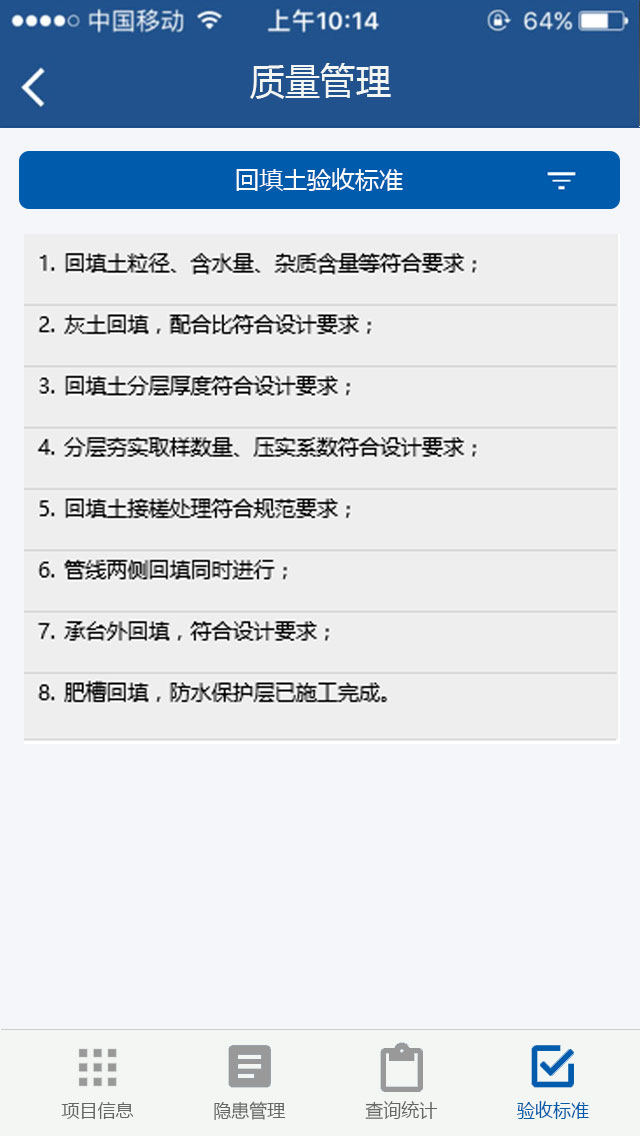 中国移动 上午10:14 64%
质量管理
回填土验收标准
1. 回填土粒径、含水量、杂质含量等符合要求；
2. 灰土回填，配合比符合设计要求；
3. 回填土分层厚度符合设计要求；
4. 分层夯实取样数量、压实系数符合设计要求；
5. 回填土接槎处理符合规范要求；
6. 管线两侧回填同时进行；
7. 承台外回填，符合设计要求；
8. 肥槽回填，防水保护层已施工完成。
项目信息 隐患管理 查询统计 验收标准